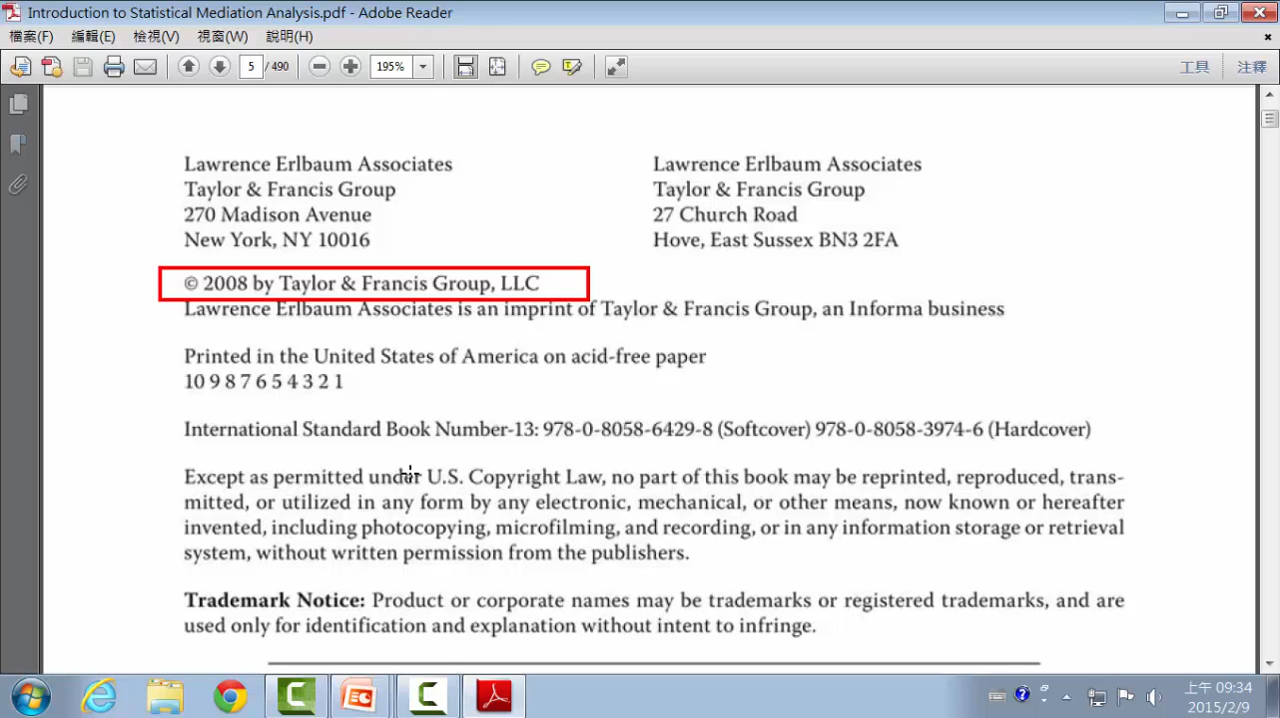 Introduction to Statistical Mediation Analysis.pdf - Adobe Reader
檔案(F) 編輯(E) 檢視(V) 視窗(W) 說明(H)
5 / 490 195% 工具 注釋
Lawrence Erlbaum Associates
Taylor & Francis Group
270 Madison Avenue
New York, NY 10016
Lawrence Erlbaum Associates
Taylor & Francis Group
27 Church Road
Hove, East Sussex BN3 2FA
© 2008 by Taylor & Francis Group, LLC
Lawrence Erlbaum Associates is an imprint of Taylor & Francis Group, an Informa business
Printed in the United States of America on acid-free paper
10 9 8 7 6 5 4 3 2 1
International Standard Book Number-13: 978-0-8058-6429-8 (Softcover) 978-0-8058-3974-6 (Hardcover)
Except as permitted under U.S. Copyright Law, no part of this book may be reprinted, reproduced, trans-
mitted, or utilized in any form by any electronic, mechanical, or other means, now known or hereafter
invented, including photocopying, microfilming, and recording, or in any information storage or retrieval
system, without written permission from the publishers.
Trademark Notice: Product or corporate names may be trademarks or registered trademarks, and are
used only for identification and explanation without intent to infringe.
上午 09:34
2015/2/9